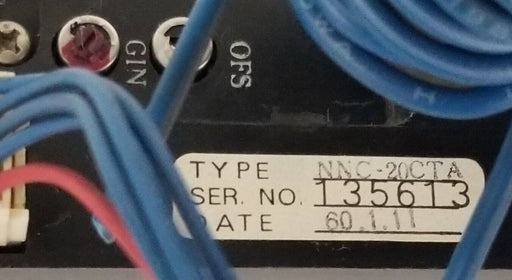 GIN
OFS
TYPE NNC-20CTA
SER. NO. 135613
DATE 60.1.11